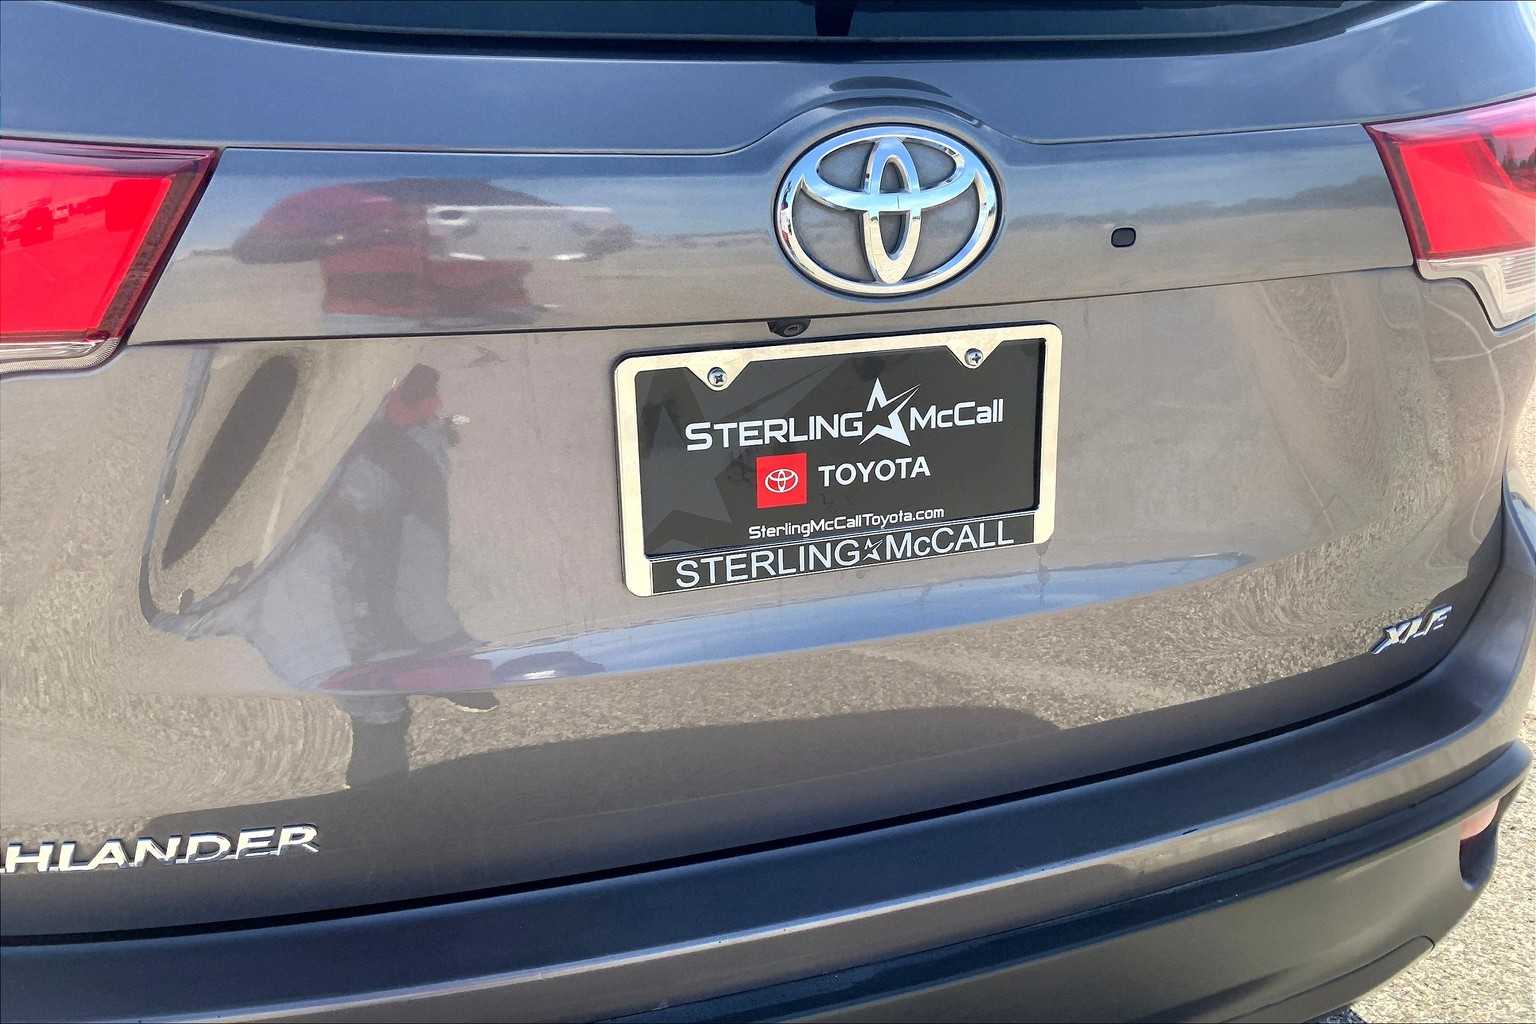 STERLING McCall
TOYOTA
SterlingMcCallToyota.com
STERLING McCALL
XLE
HLANDER